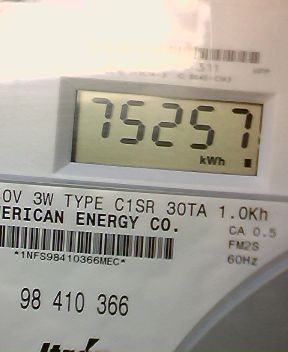 75257
kWh
0V 3W TYPE C1SR 30TA 1.0Kh
ERICAN ENERGY CO.
CA 0.5
FM2S
60Hz
*1NFS98410366MEC*
98 410 366